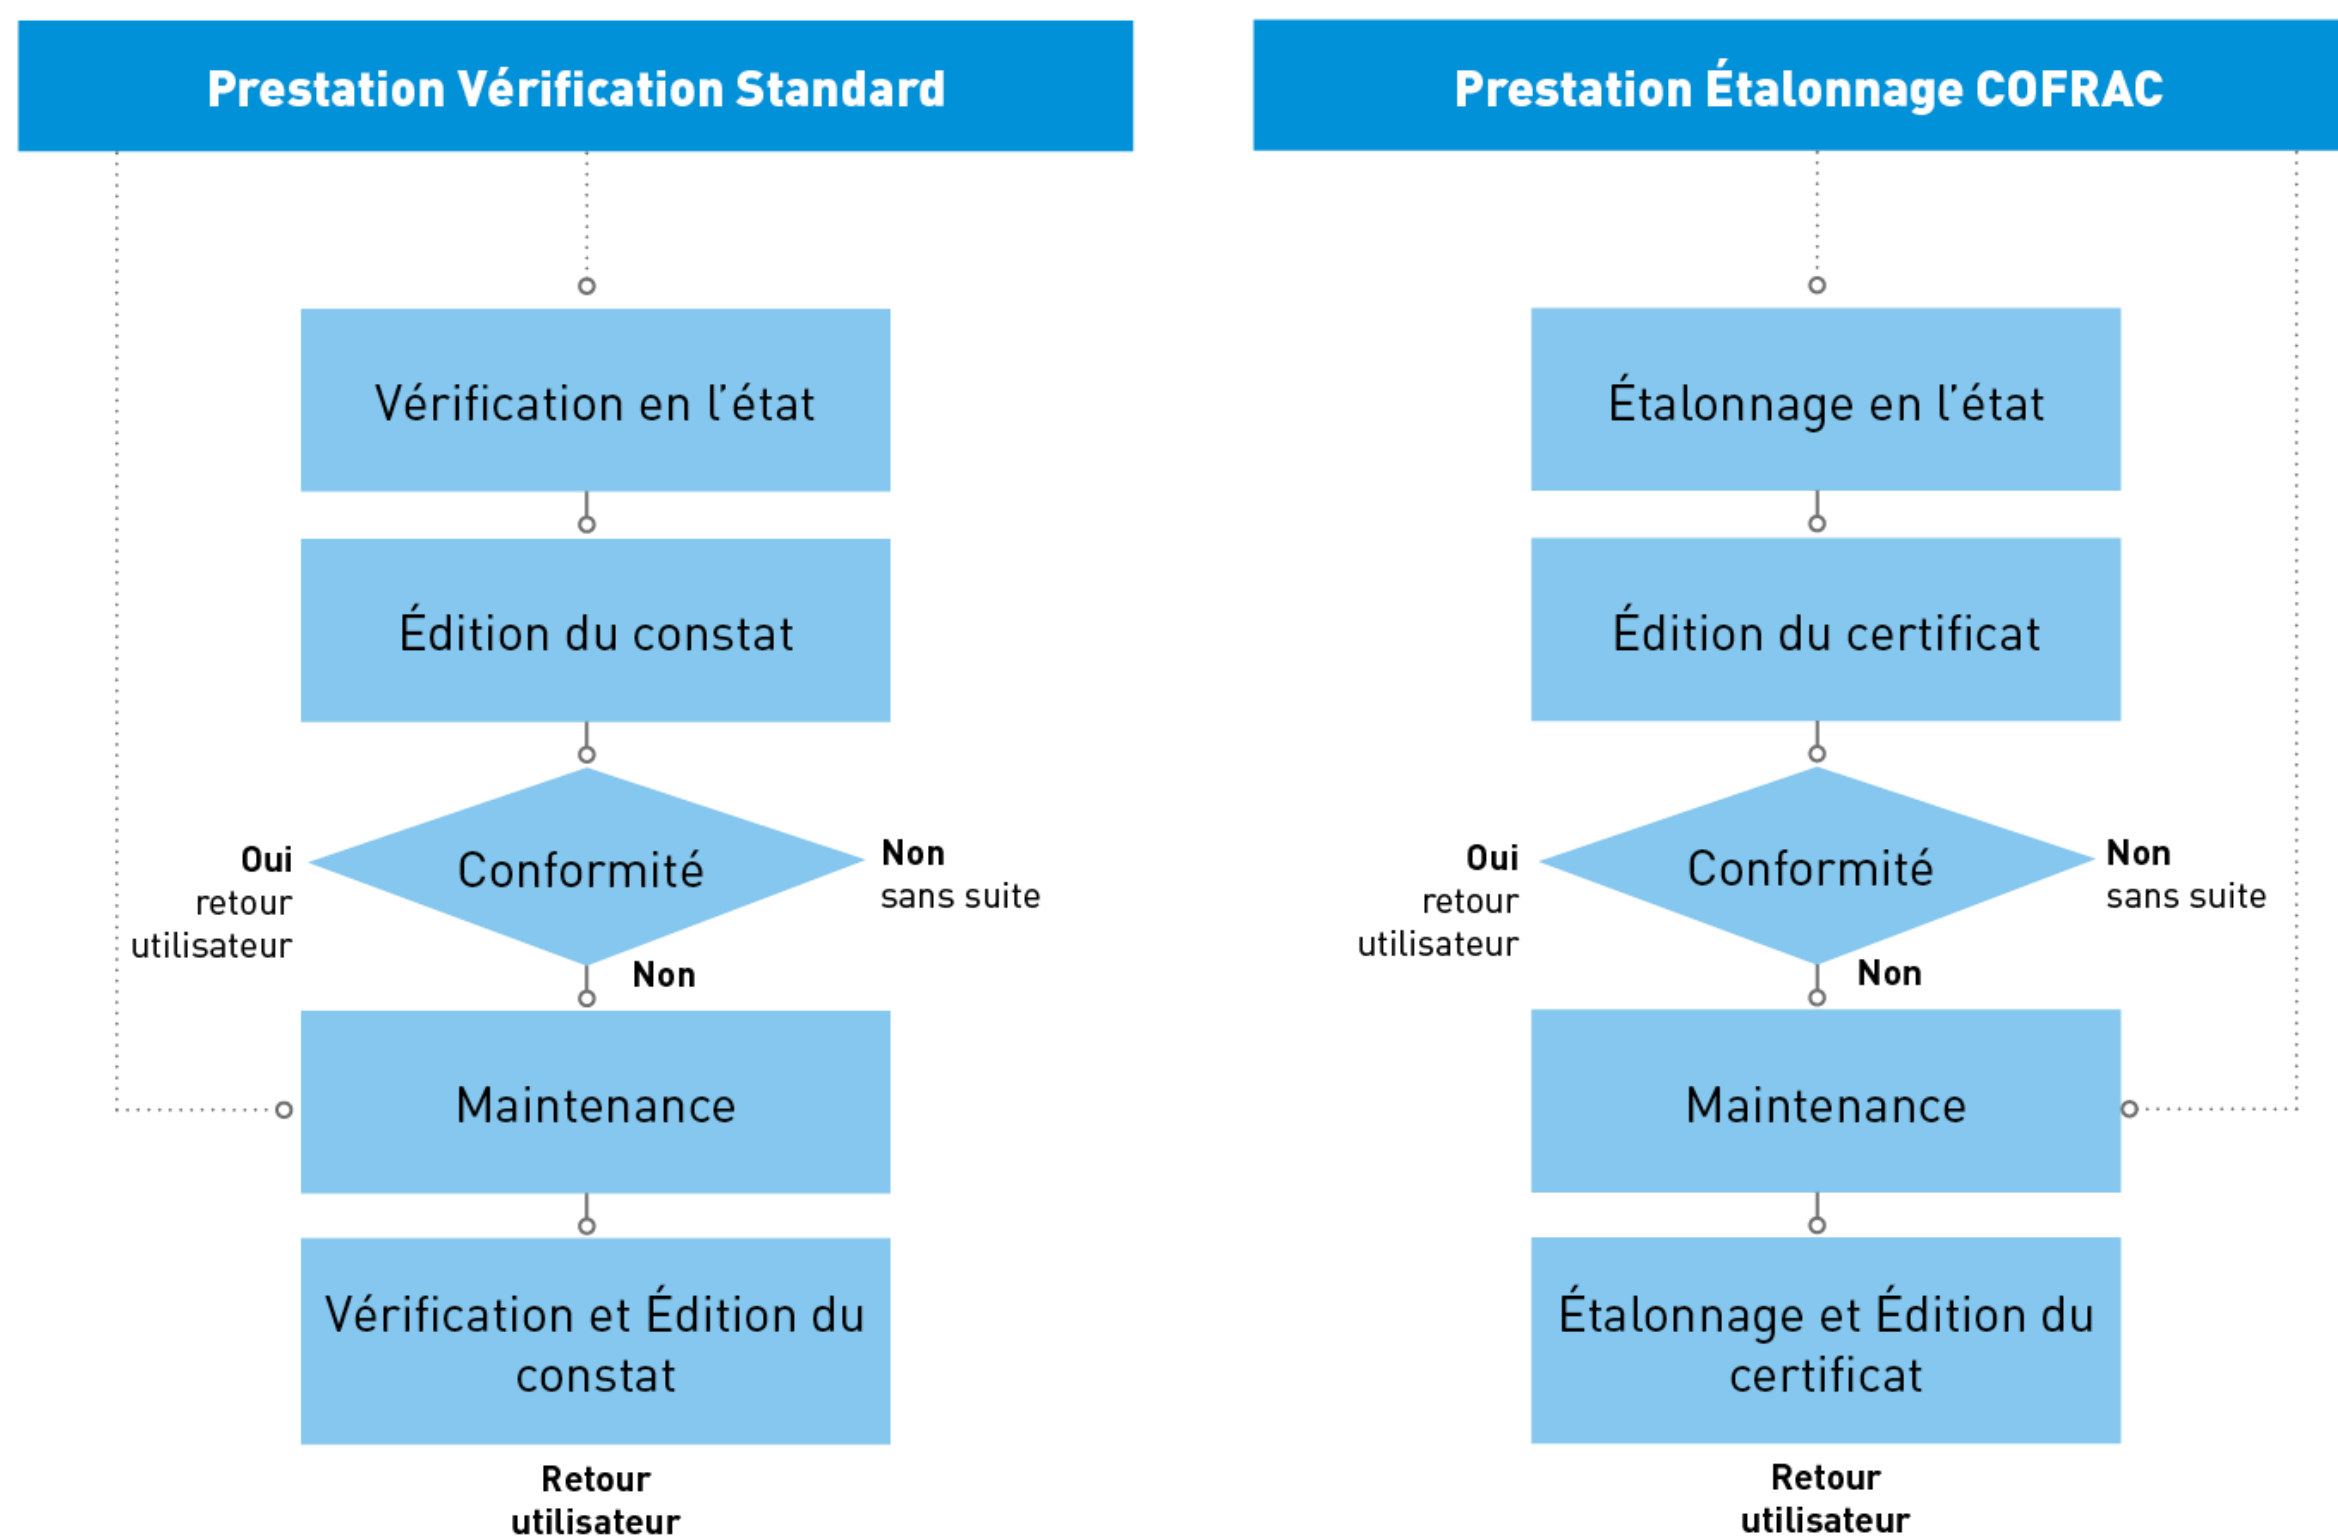 Prestation Vérification Standard
Vérification en l’état
Édition du constat
Conformité
Oui
retour
utilisateur
Non
sans suite
Non
Maintenance
Vérification et Édition du
constat
Retour
utilisateur
Prestation Étalonnage COFRAC
Étalonnage en l’état
Édition du certificat
Conformité
Oui
retour
utilisateur
Non
sans suite
Non
Maintenance
Étalonnage et Édition du
certificat
Retour
utilisateur